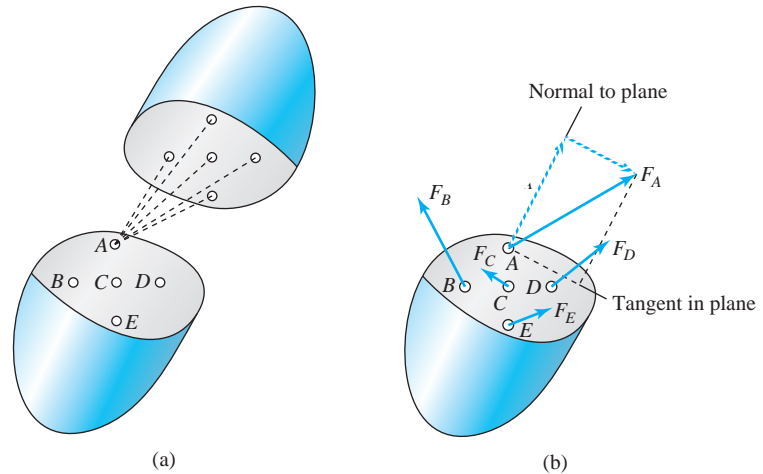 A
B
C
D
E
(a)
Normal to plane
F_A
F_B
F_C
A
F_D
B
C
D
E
F_E
Tangent in plane
(b)